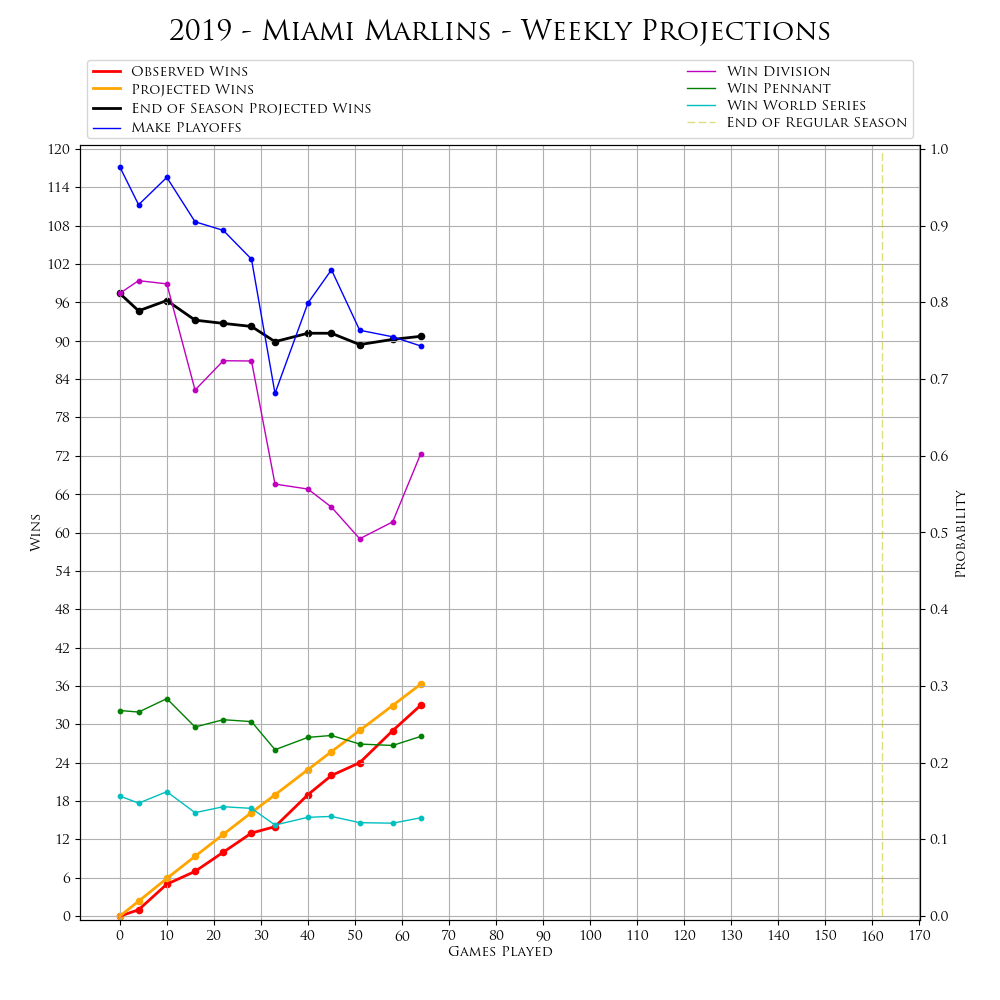 2019 - Miami Marlins - Weekly Projections
Observed Wins
Projected Wins
End of Season Projected Wins
Make Playoffs
Win Division
Win Pennant
Win World Series
End of Regular Season
120
114
108
102
96
90
84
78
72
66
60
54
48
42
36
30
24
18
12
6
0
Wins
1.0
0.9
0.8
0.7
0.6
0.5
0.4
0.3
0.2
0.1
0.0
Probability
0 10 20 30 40 50 60 70 80 90 100 110 120 130 140 150 160 170
Games Played